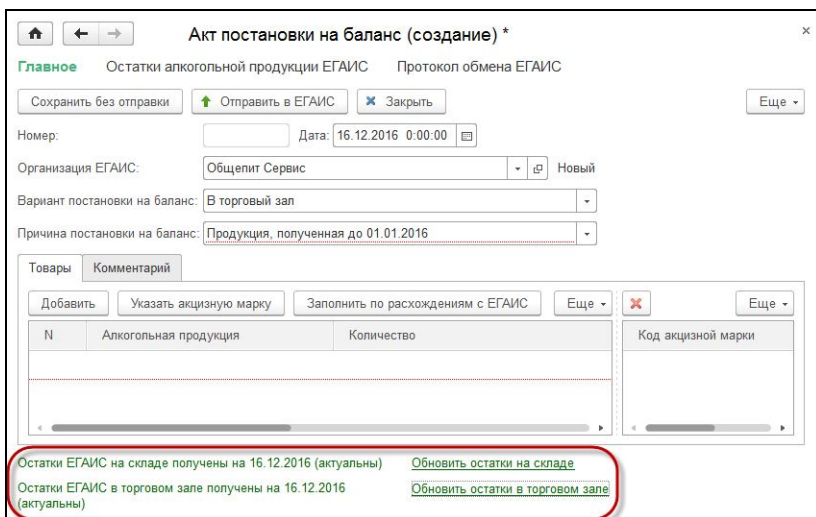 Акт постановки на баланс (создание) *
Главное Остатки алкогольной продукции ЕГАИС Протокол обмена ЕГАИС
Сохранить без отправки Отправить в ЕГАИС Закрыть Еще
Номер: Дата: 16.12.2016 0:00:00
Организация ЕГАИС: Общепит Сервис Новый
Вариант постановки на баланс: В торговый зал
Причина постановки на баланс: Продукция, полученная до 01.01.2016
Товары Комментарий
Добавить Указать акцизную марку Заполнить по расхождениям с ЕГАИС Еще Еще
N Алкогольная продукция Количество Код акцизной марки
Остатки ЕГАИС на складе получены на 16.12.2016 (актуальны) Обновить остатки на складе
Остатки ЕГАИС в торговом зале получены на 16.12.2016 Обновить остатки в торговом зале
(актуальны)